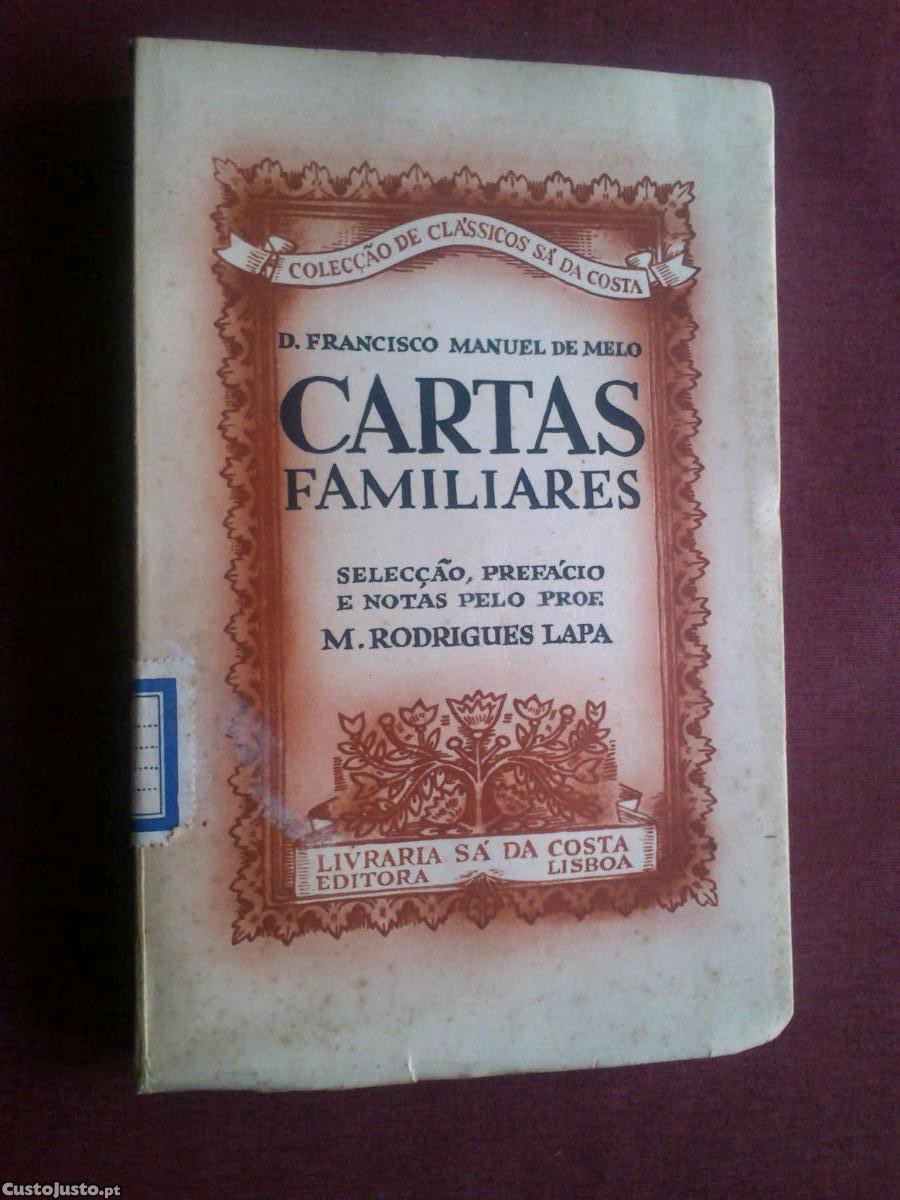 COLECÇÃO DE CLÁSSICOS SÁ DA COSTA
D. FRANCISCO MANUEL DE MELO
CARTAS
FAMILIARES
SELECÇÃO, PREFÁCIO
E NOTAS PELO PROF.
M. RODRIGUES LAPA
LIVRARIA SÁ DA COSTA
EDITORA LISBOA
CustoJusto.pt